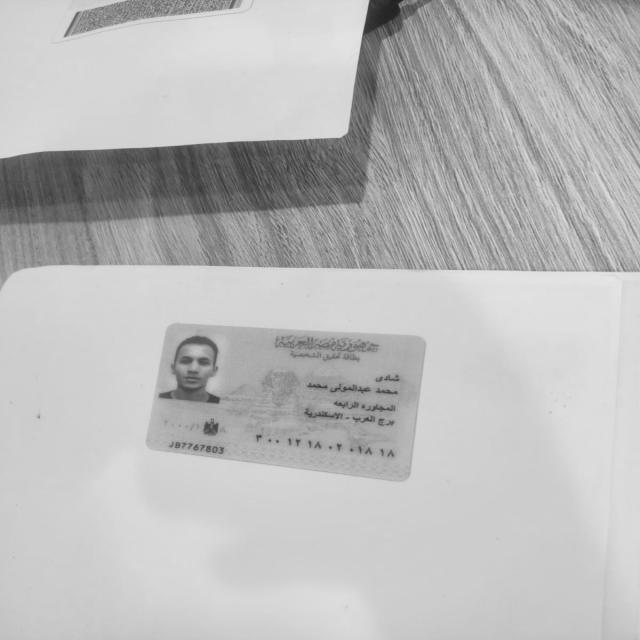 جمهورية مصر العربية
بطاقة تحقيق الشخصية
شادى
محمد عبدالمولى محمد
المجاوره الرابعه
برج العرب - الاسكندرية
٣٠٠١٢١٨٠٢٠١٨١٨
JB7767803